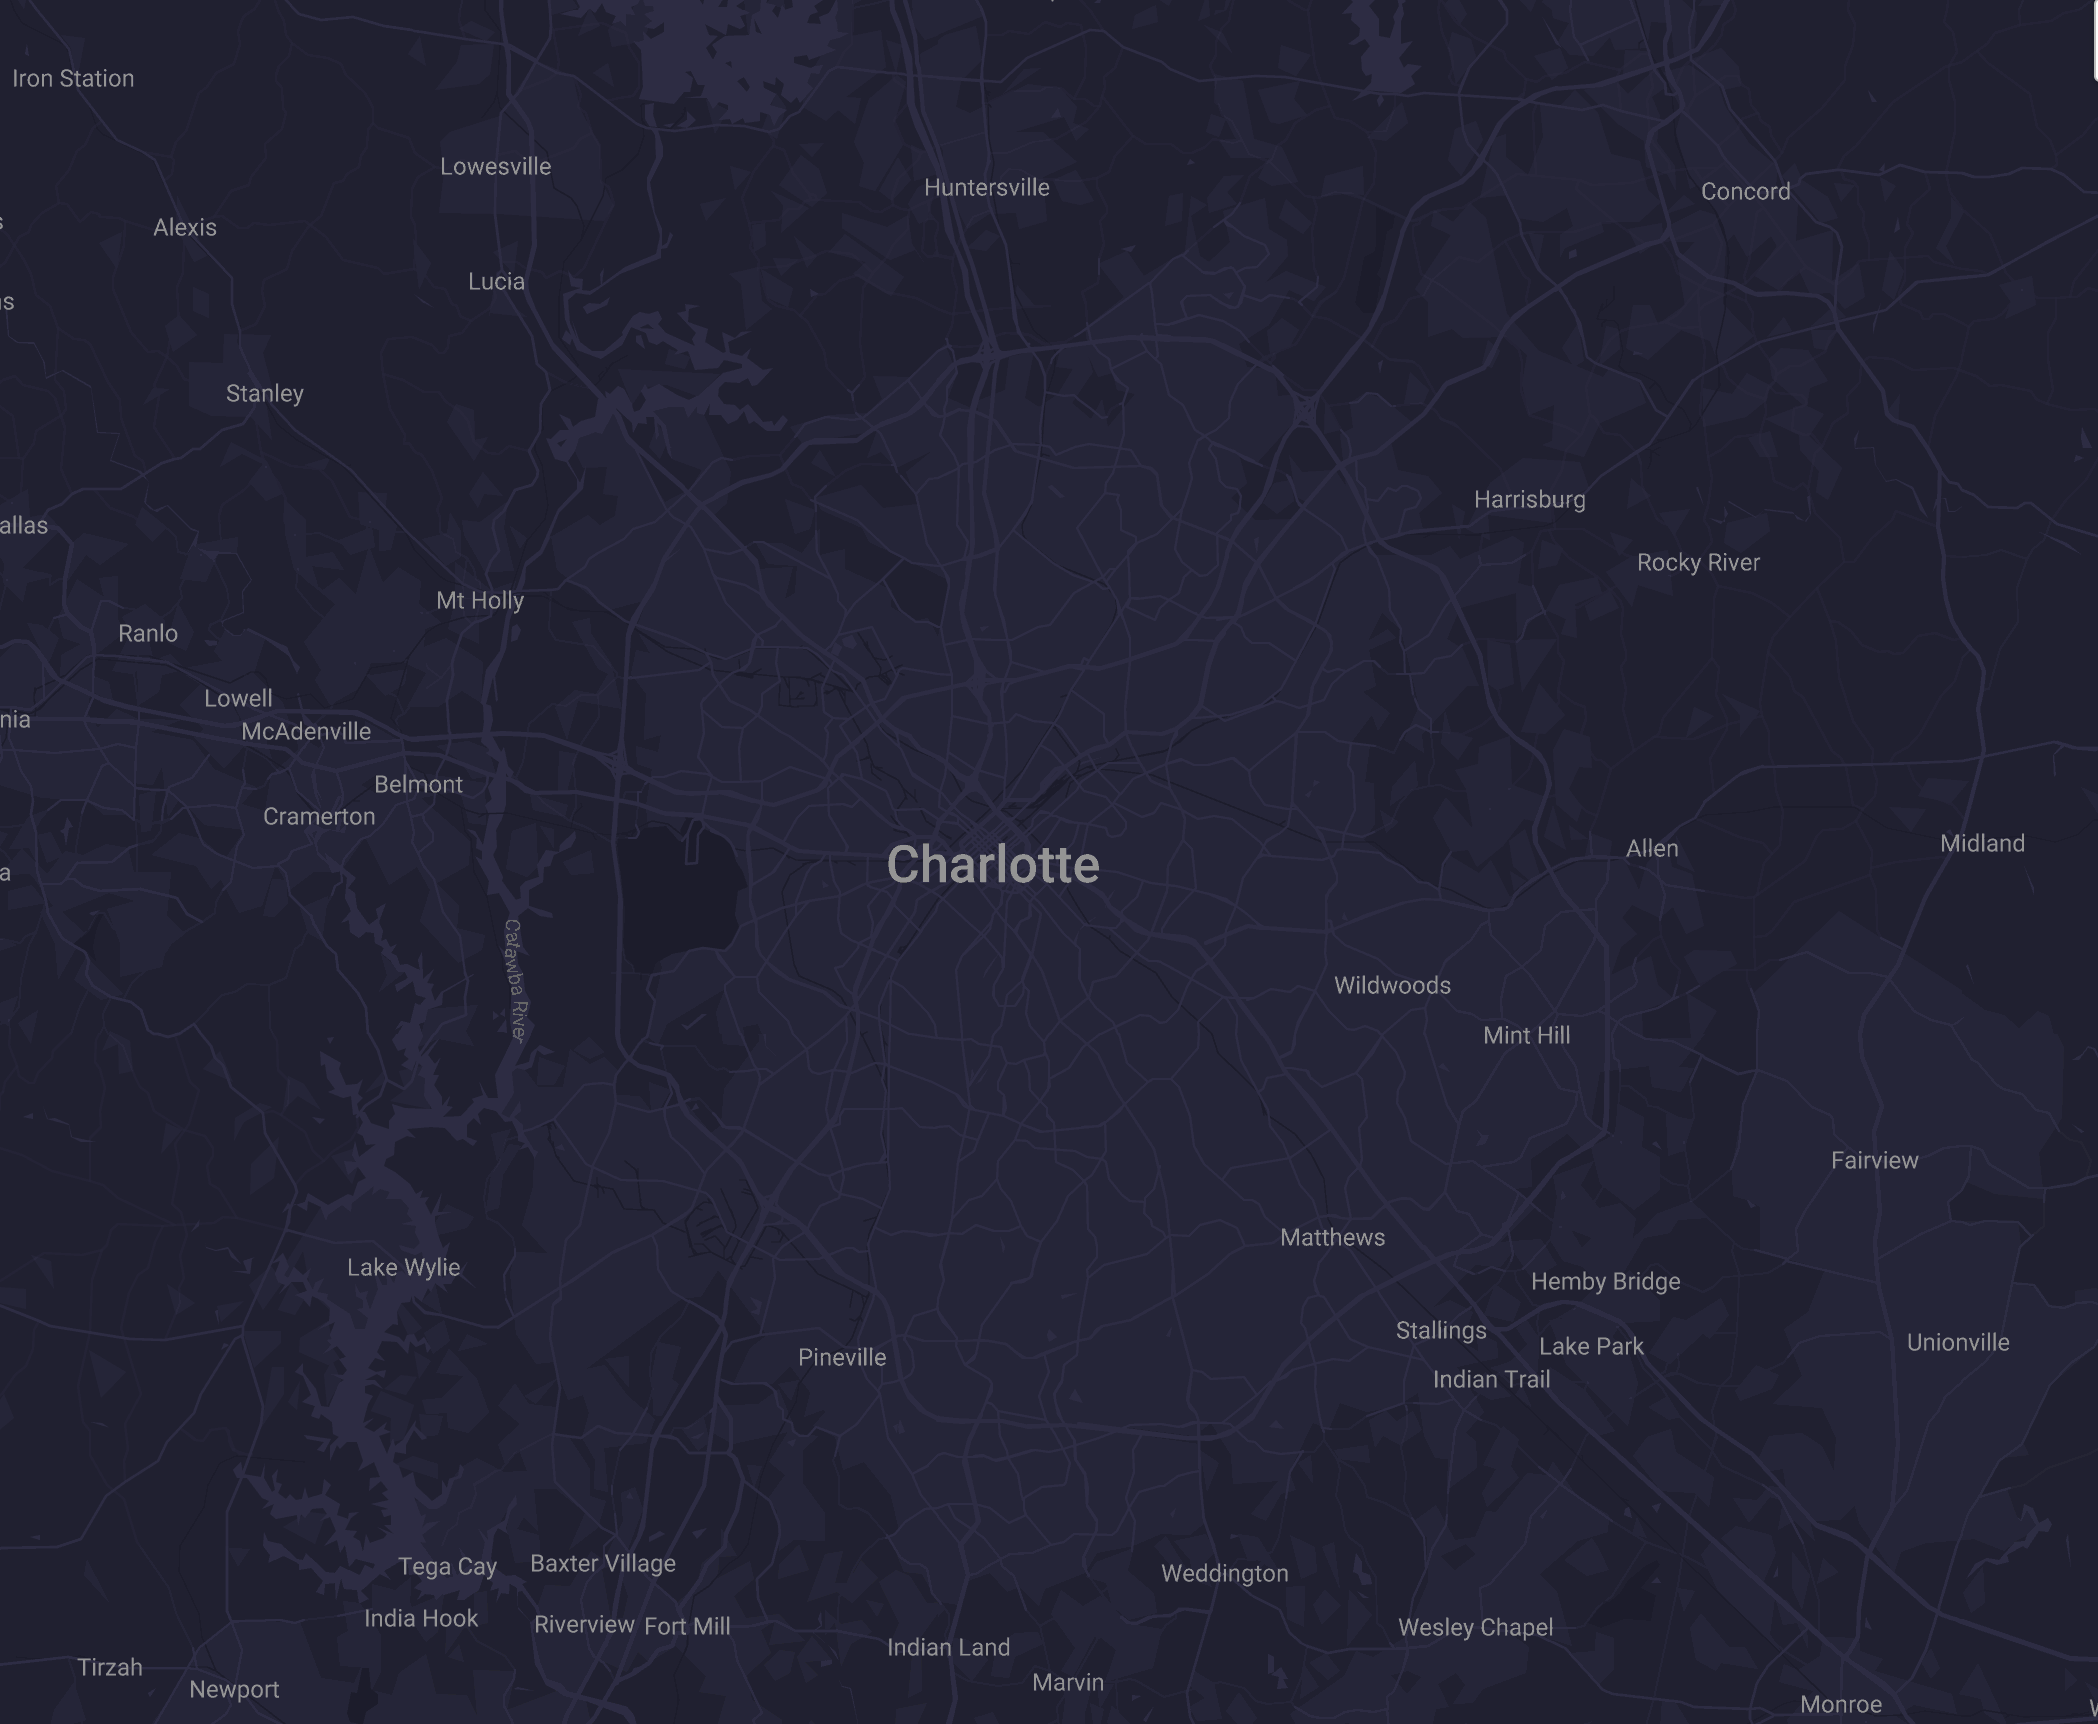 Iron Station
Lowesville
Huntersville
Concord
Alexis
Lucia
Stanley
Harrisburg
allas
Rocky River
Mt Holly
Ranlo
Lowell
nia
McAdenville
Belmont
Cramerton
Charlotte
Allen
Midland
a
Catawba River
Wildwoods
Mint Hill
Fairview
Matthews
Lake Wylie
Hemby Bridge
Stallings
Lake Park
Unionville
Pineville
Indian Trail
Tega Cay
Baxter Village
Weddington
India Hook
Riverview
Fort Mill
Wesley Chapel
Indian Land
Tirzah
Marvin
Newport
Monroe